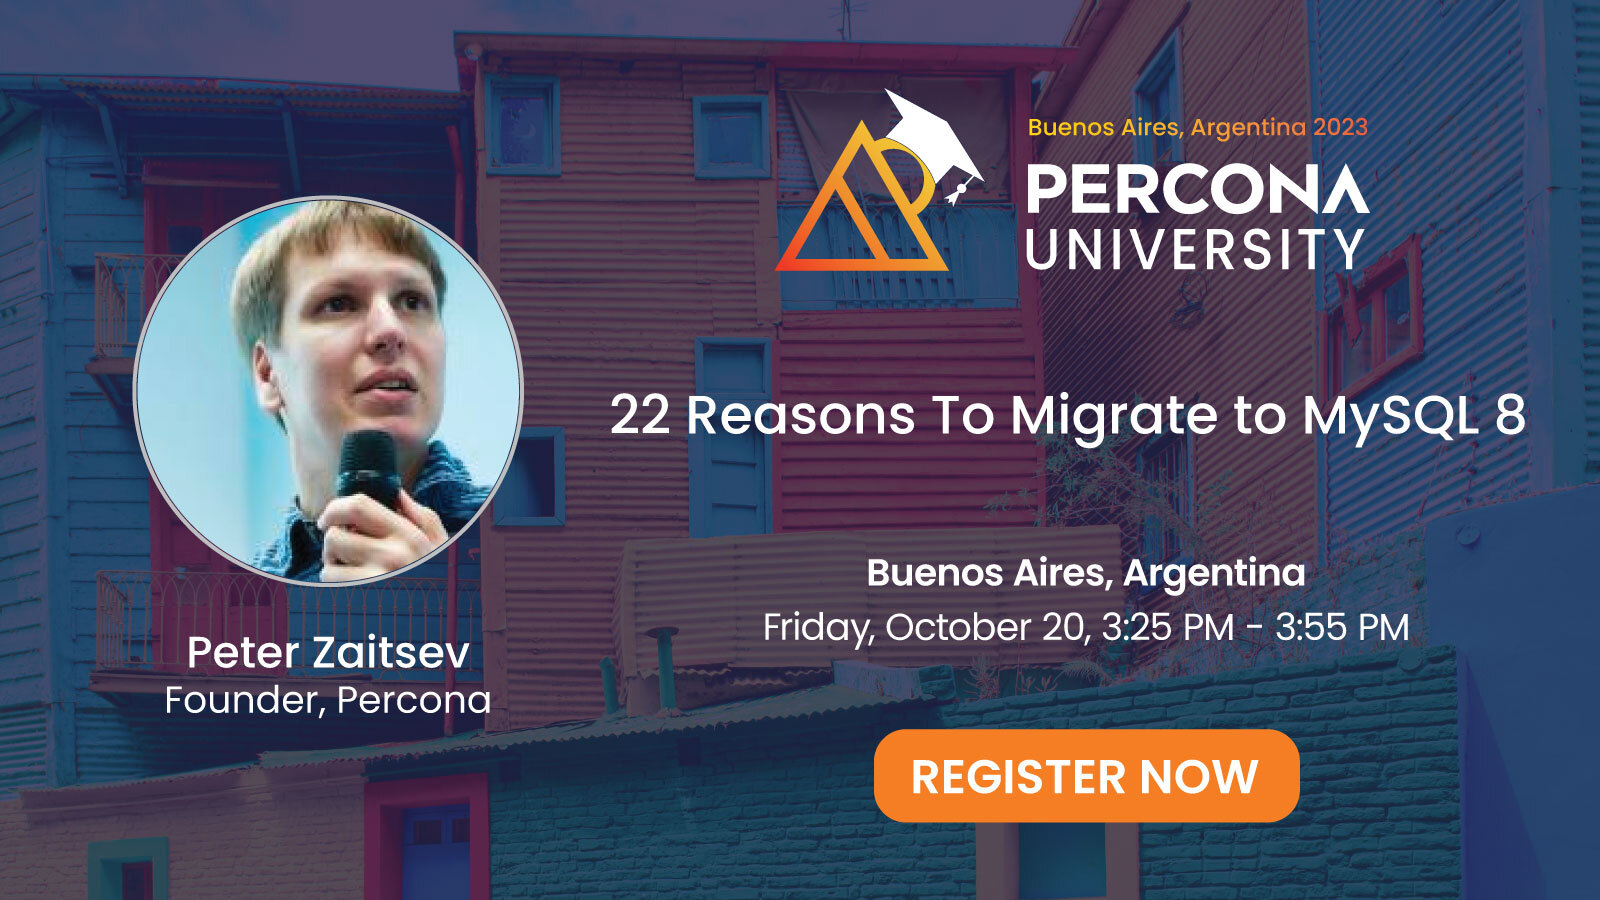 Buenos Aires, Argentina 2023
PERCONA
UNIVERSITY
22 Reasons To Migrate to MySQL 8
Buenos Aires, Argentina
Friday, October 20, 3:25 PM - 3:55 PM
Peter Zaitsev
Founder, Percona
REGISTER NOW